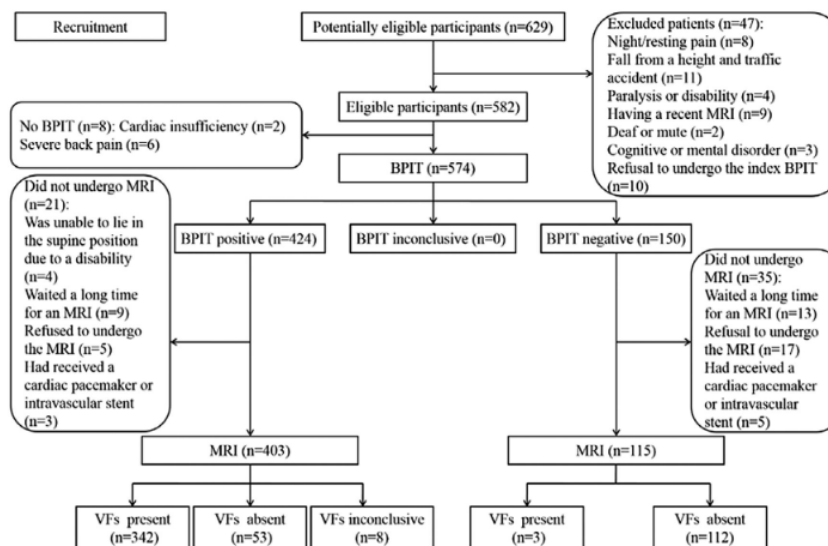 Recruitment
Potentially eligible participants (n=629)
Excluded patients (n=47):
Night/resting pain (n=8)
Fall from a height and traffic
accident (n=11)
Paralysis or disability (n=4)
Having a recent MRI (n=9)
Deaf or mute (n=2)
Cognitive or mental disorder (n=3)
Refusal to undergo the index BPIT
(n=10)
Eligible participants (n=582)
No BPIT (n=8): Cardiac insufficiency (n=2)
Severe back pain (n=6)
BPIT (n=574)
Did not undergo MRI
(n=21):
Was unable to lie in
the supine position
due to a disability
(n=4)
Waited a long time
for an MRI (n=9)
Refused to undergo
the MRI (n=5)
Had received a
cardiac pacemaker or
intravascular stent
(n=3)
BPIT positive (n=424)
BPIT inconclusive (n=0)
BPIT negative (n=150)
Did not undergo
MRI (n=35):
Waited a long time
for an MRI (n=13)
Refusal to undergo
the MRI (n=17)
Had received a
cardiac pacemaker
or intravascular
stent (n=5)
MRI (n=403)
MRI (n=115)
VFs present
(n=342)
VFs absent
(n=53)
VFs inconclusive
(n=8)
VFs present
(n=3)
VFs absent
(n=112)